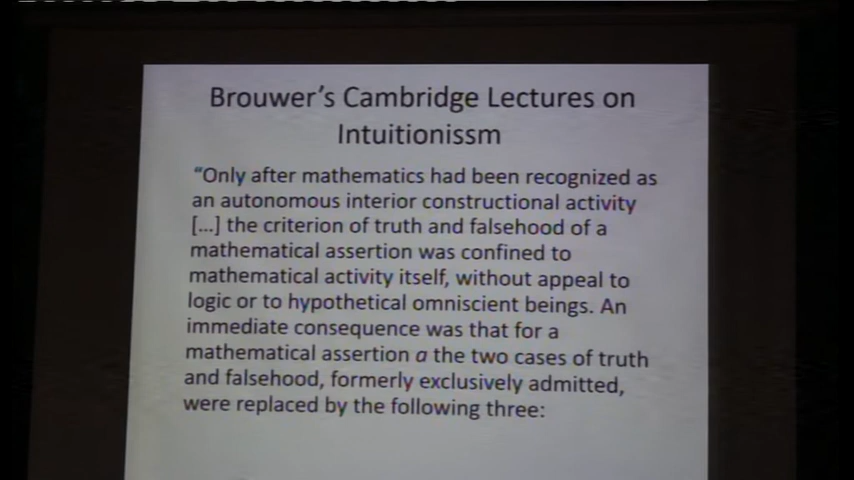 Brouwer's Cambridge Lectures on
Intuitionissm
“Only after mathematics had been recognized as
an autonomous interior constructional activity
[...] the criterion of truth and falsehood of a
mathematical assertion was confined to
mathematical activity itself, without appeal to
logic or to hypothetical omniscient beings. An
immediate consequence was that for a
mathematical assertion a the two cases of truth
and falsehood, formerly exclusively admitted,
were replaced by the following three: